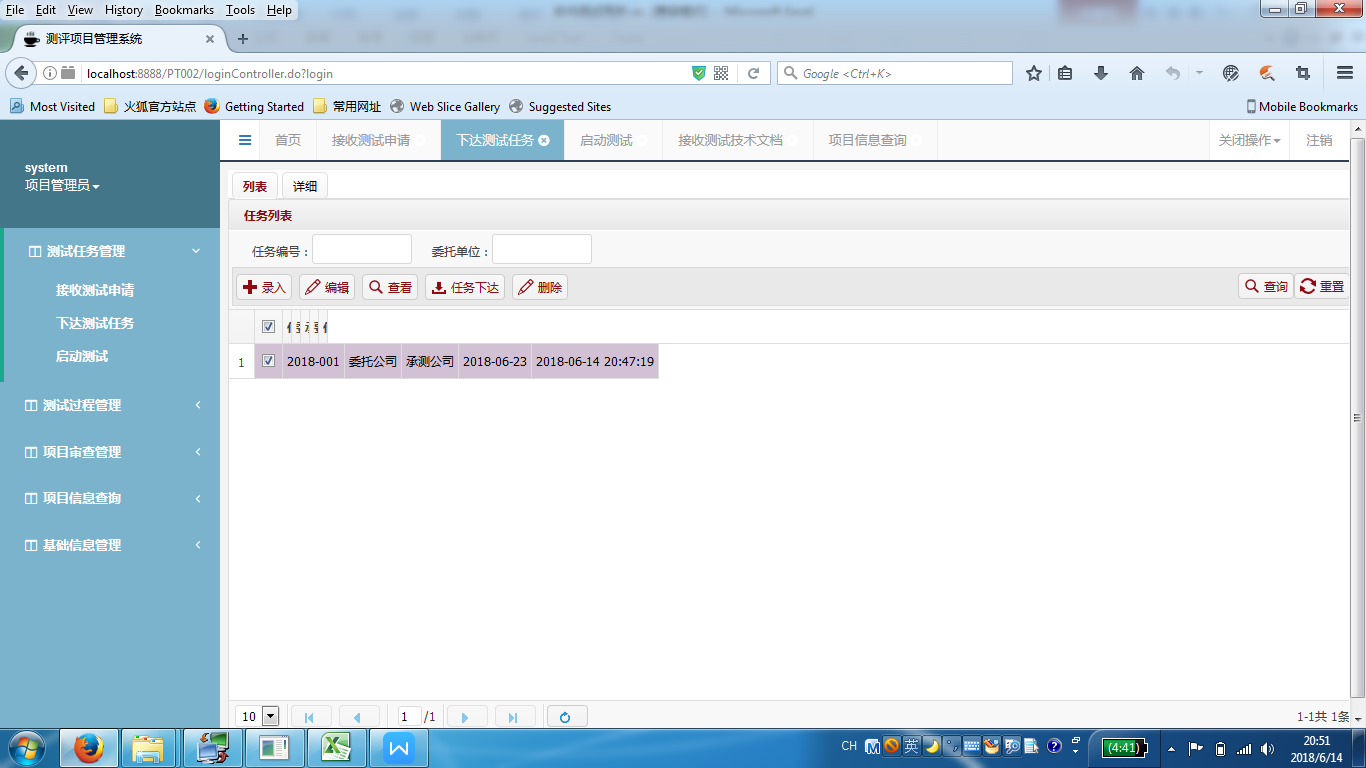 File Edit View History Bookmarks Tools Help
测评项目管理系统
localhost:8888/PT002/loginController.do?login
Google <Ctrl+K>
Most Visited 火狐官方站点 Getting Started 常用网址 Web Slice Gallery Suggested Sites Mobile Bookmarks
system
项目管理员
首页 接收测试申请 下达测试任务 启动测试 接收测试技术文档 项目信息查询 关闭操作 注销
测试任务管理
接收测试申请
下达测试任务
启动测试
测试过程管理
项目审查管理
项目信息查询
基础信息管理
列表 详细
任务列表
任务编号: 委托单位:
录入 编辑 查看 任务下达 删除 查询 重置
1 2018-001 委托公司 承测公司 2018-06-23 2018-06-14 20:47:19
10 1 /1 1-1共 1条
CH 英 (4:41) 20:51
2018/6/14